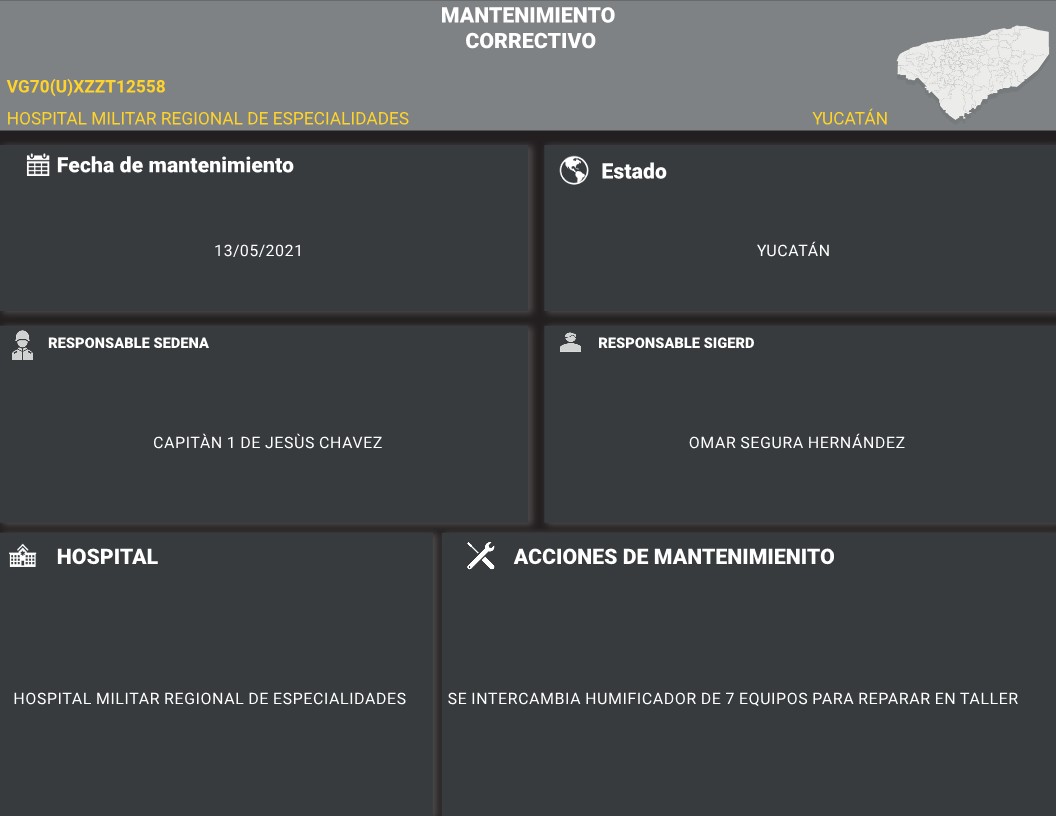 MANTENIMIENTO
CORRECTIVO
VG70(U)XZZT12558
HOSPITAL MILITAR REGIONAL DE ESPECIALIDADES
YUCATÁN
Fecha de mantenimiento
Estado
13/05/2021
YUCATÁN
RESPONSABLE SEDENA
RESPONSABLE SIGERD
CAPITÀN 1 DE JESÙS CHAVEZ
OMAR SEGURA HERNÁNDEZ
HOSPITAL
ACCIONES DE MANTENIMIENITO
HOSPITAL MILITAR REGIONAL DE ESPECIALIDADES
SE INTERCAMBIA HUMIFICADOR DE 7 EQUIPOS PARA REPARAR EN TALLER